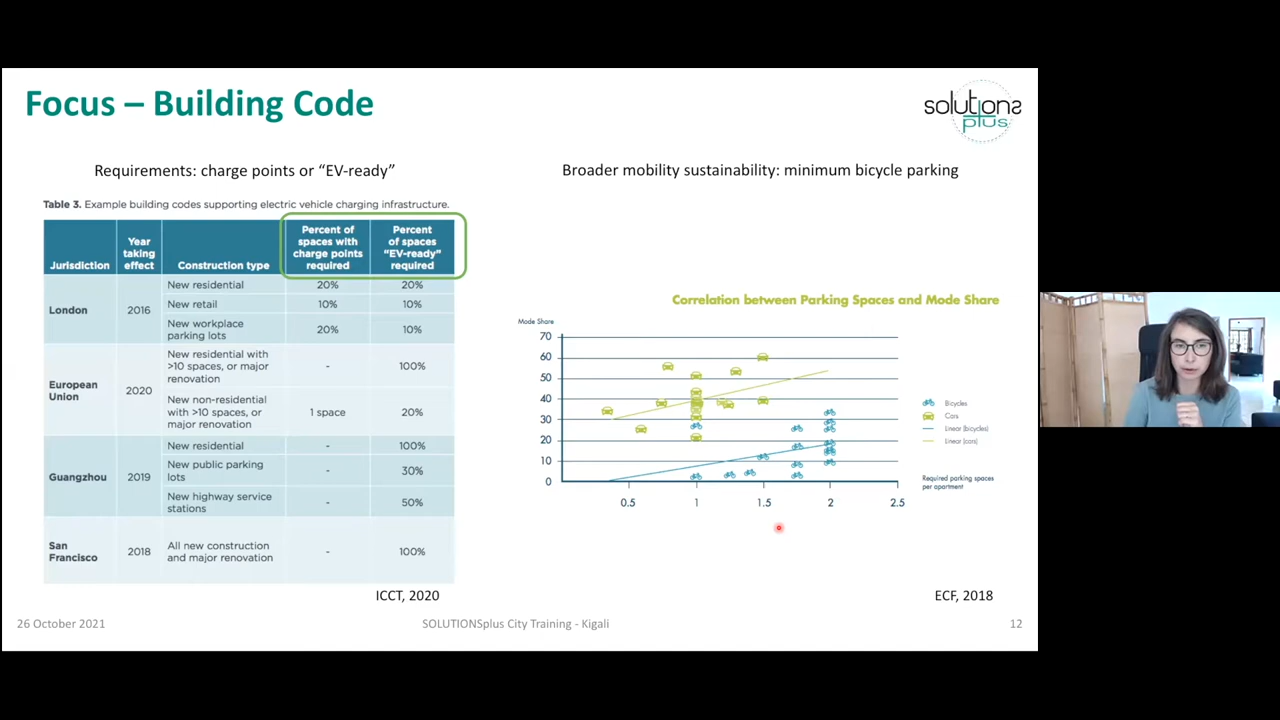 Focus – Building Code
solutions
plus
Requirements: charge points or “EV-ready”
Broader mobility sustainability: minimum bicycle parking
Table 3. Example building codes supporting electric vehicle charging infrastructure.
Jurisdiction
Year
taking
effect
Construction type
Percent of
spaces with
charge points
required
Percent
of spaces
“EV-ready”
required
London
2016
New residential
20%
20%
New retail
10%
10%
New workplace
parking lots
20%
10%
European
Union
2020
New residential with
>10 spaces, or major
renovation
-
100%
New non-residential
with >10 spaces, or
major renovation
1 space
20%
Guangzhou
2019
New residential
-
100%
New public parking
lots
-
30%
New highway service
stations
-
50%
San
Francisco
2018
All new construction
and major renovation
-
100%
ICCT, 2020
Correlation between Parking Spaces and Mode Share
Mode Share
70
60
50
40
30
20
10
0
0.5
1
1.5
2
2.5
Bicycles
Cars
Linear (bicycles)
Linear (cars)
Required parking spaces
per apartment
ECF, 2018
26 October 2021
SOLUTIONSplus City Training - Kigali
12